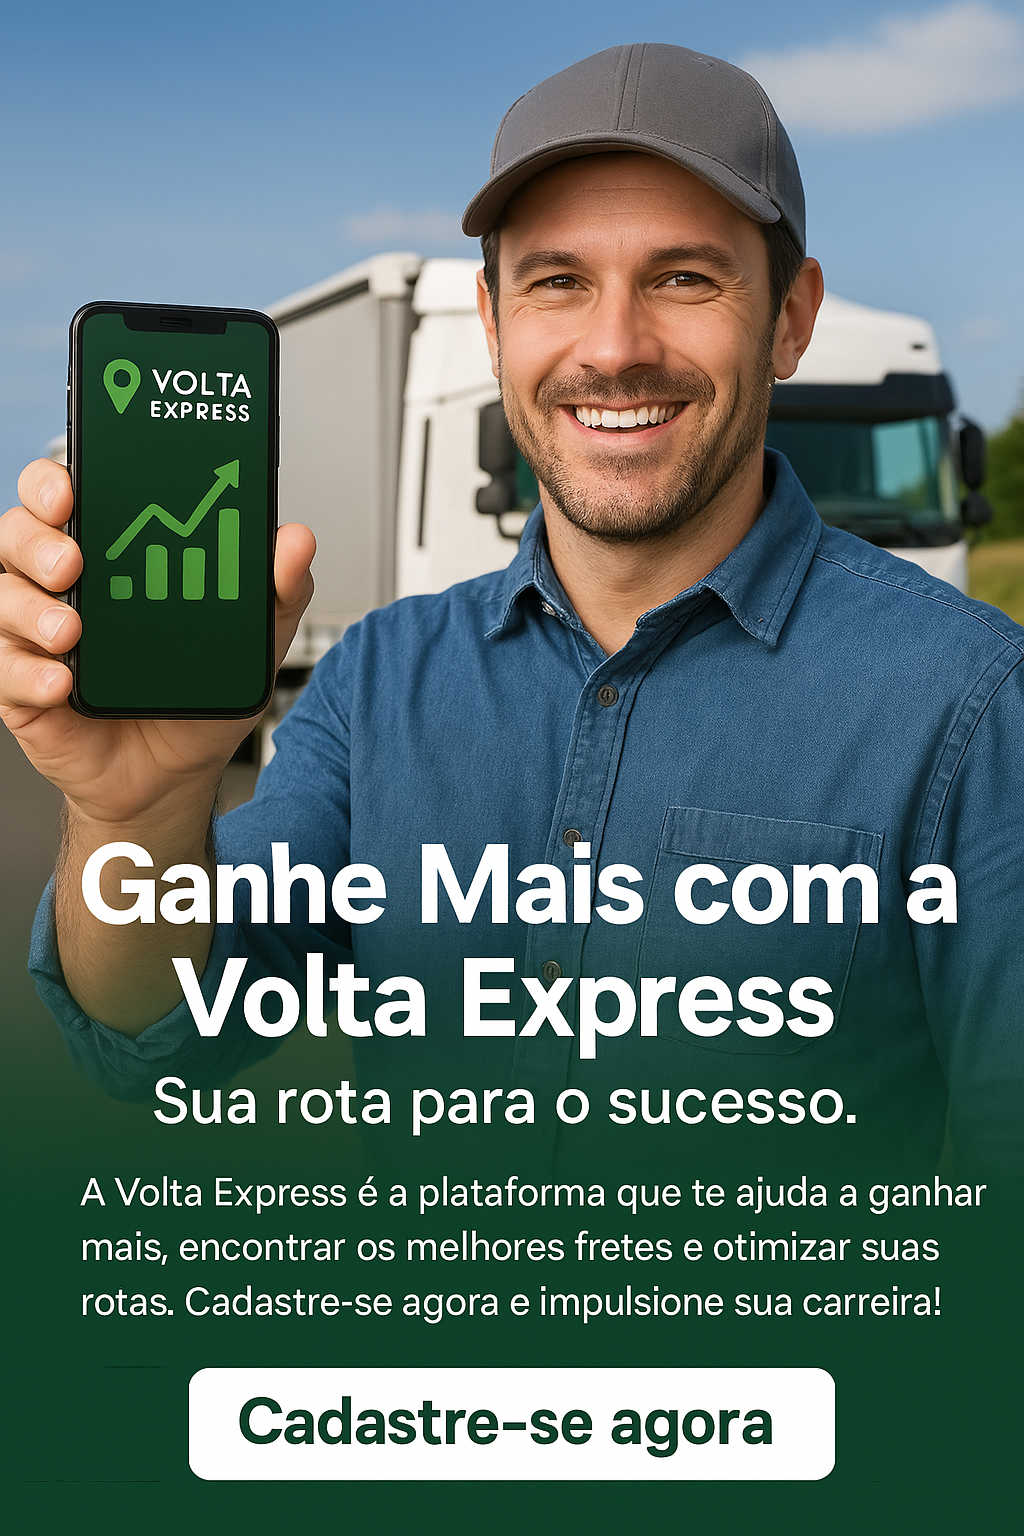 VOLTA
EXPRESS
Ganhe Mais com a
Volta Express
Sua rota para o sucesso.
A Volta Express é a plataforma que te ajuda a ganhar
mais, encontrar os melhores fretes e otimizar suas
rotas. Cadastre-se agora e impulsione sua carreira!
Cadastre-se agora